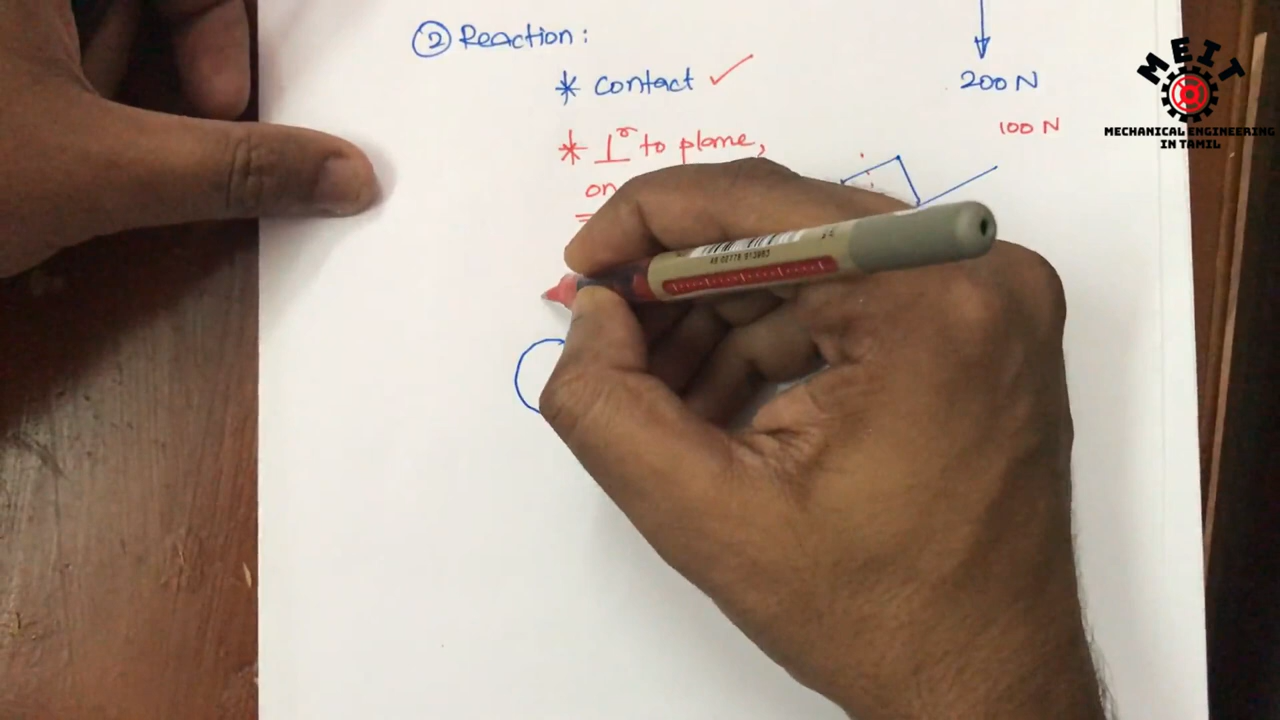 ② Reaction:
* contact ✓
* ⊥ʳ to plane,
on
200 N
100 N
MEIT
MECHANICAL ENGINEERING
IN TAMIL